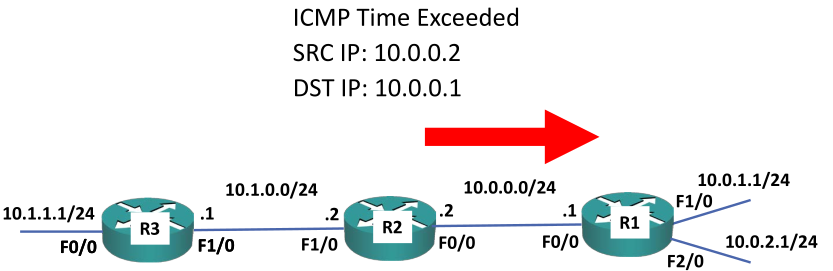 ICMP Time Exceeded
SRC IP: 10.0.0.2
DST IP: 10.0.0.1
10.1.0.0/24
10.0.0.0/24
10.0.1.1/24
10.1.1.1/24
.1
.2
.2
.1
F1/0
R3
R2
R1
F0/0
F1/0
F1/0
F0/0
F0/0
10.0.2.1/24
F2/0